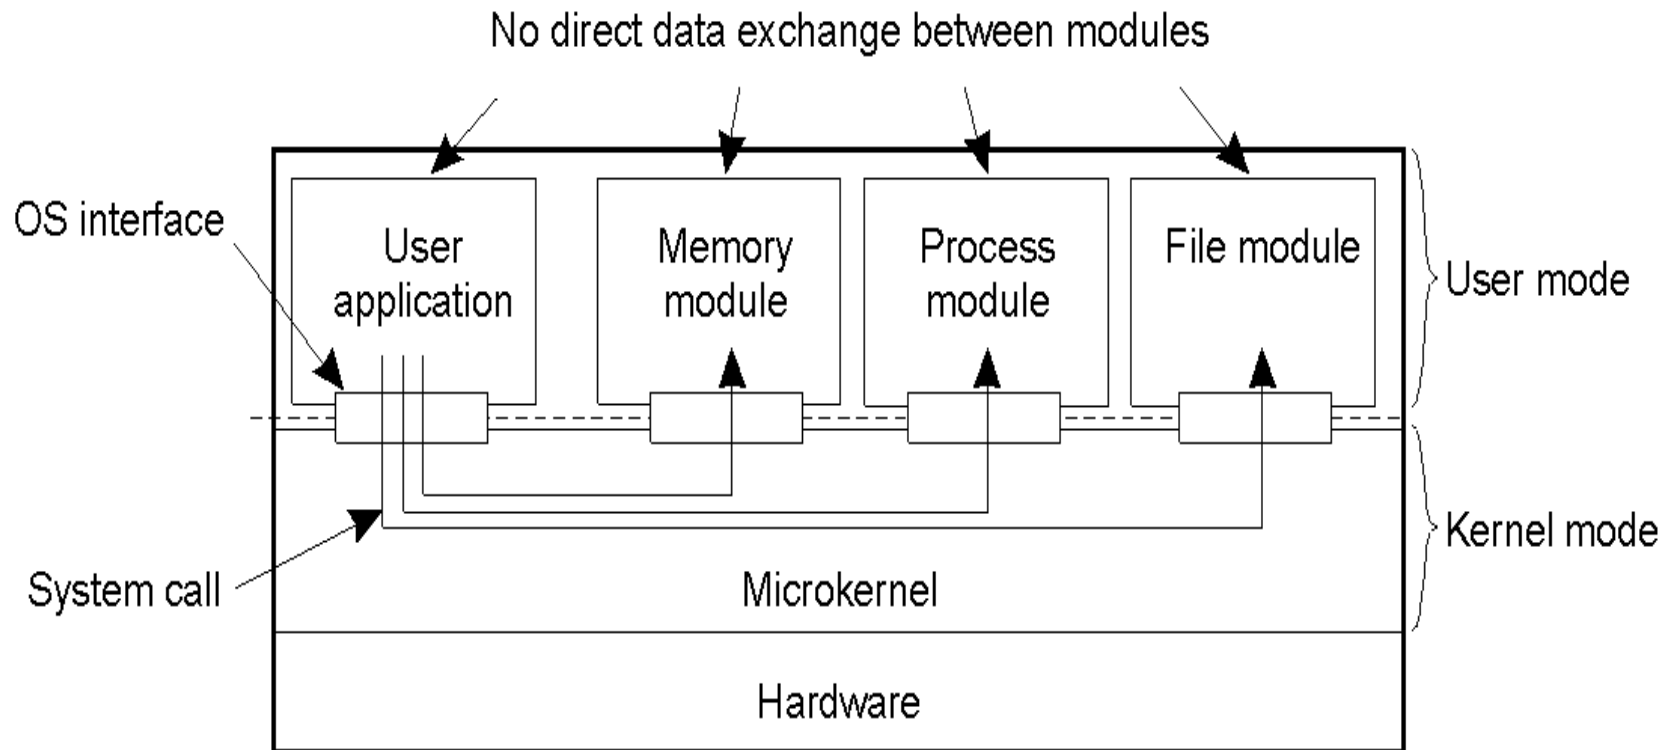 No direct data exchange between modules
OS interface
User
application
Memory
module
Process
module
File module
User mode
Kernel mode
System call
Microkernel
Hardware